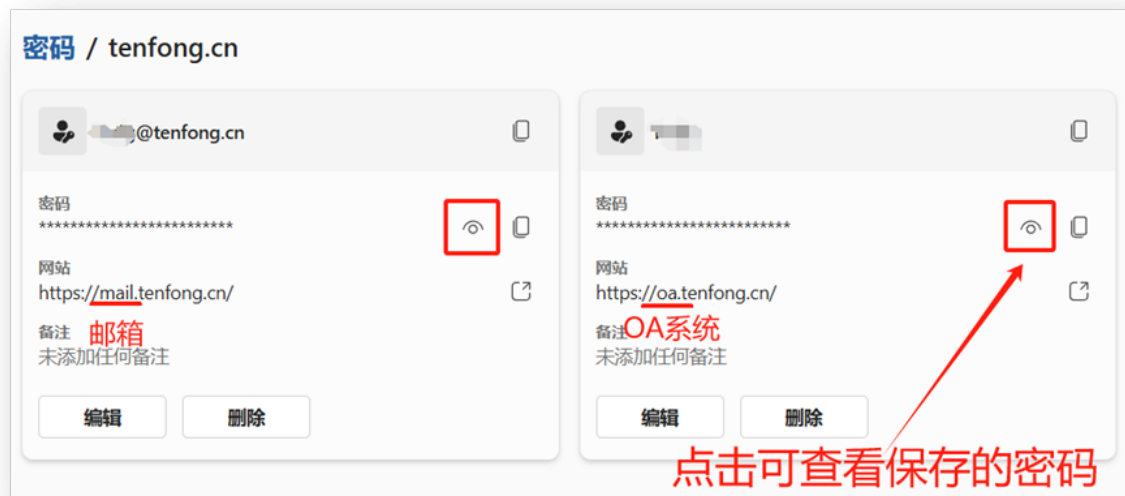 密码 / tenfong.cn
@tenfong.cn
密码
*************************
网站
https://mail.tenfong.cn/
邮箱
备注
未添加任何备注
编辑 删除
密码
*************************
网站
https://oa.tenfong.cn/
OA系统
备注
未添加任何备注
编辑 删除
点击可查看保存的密码